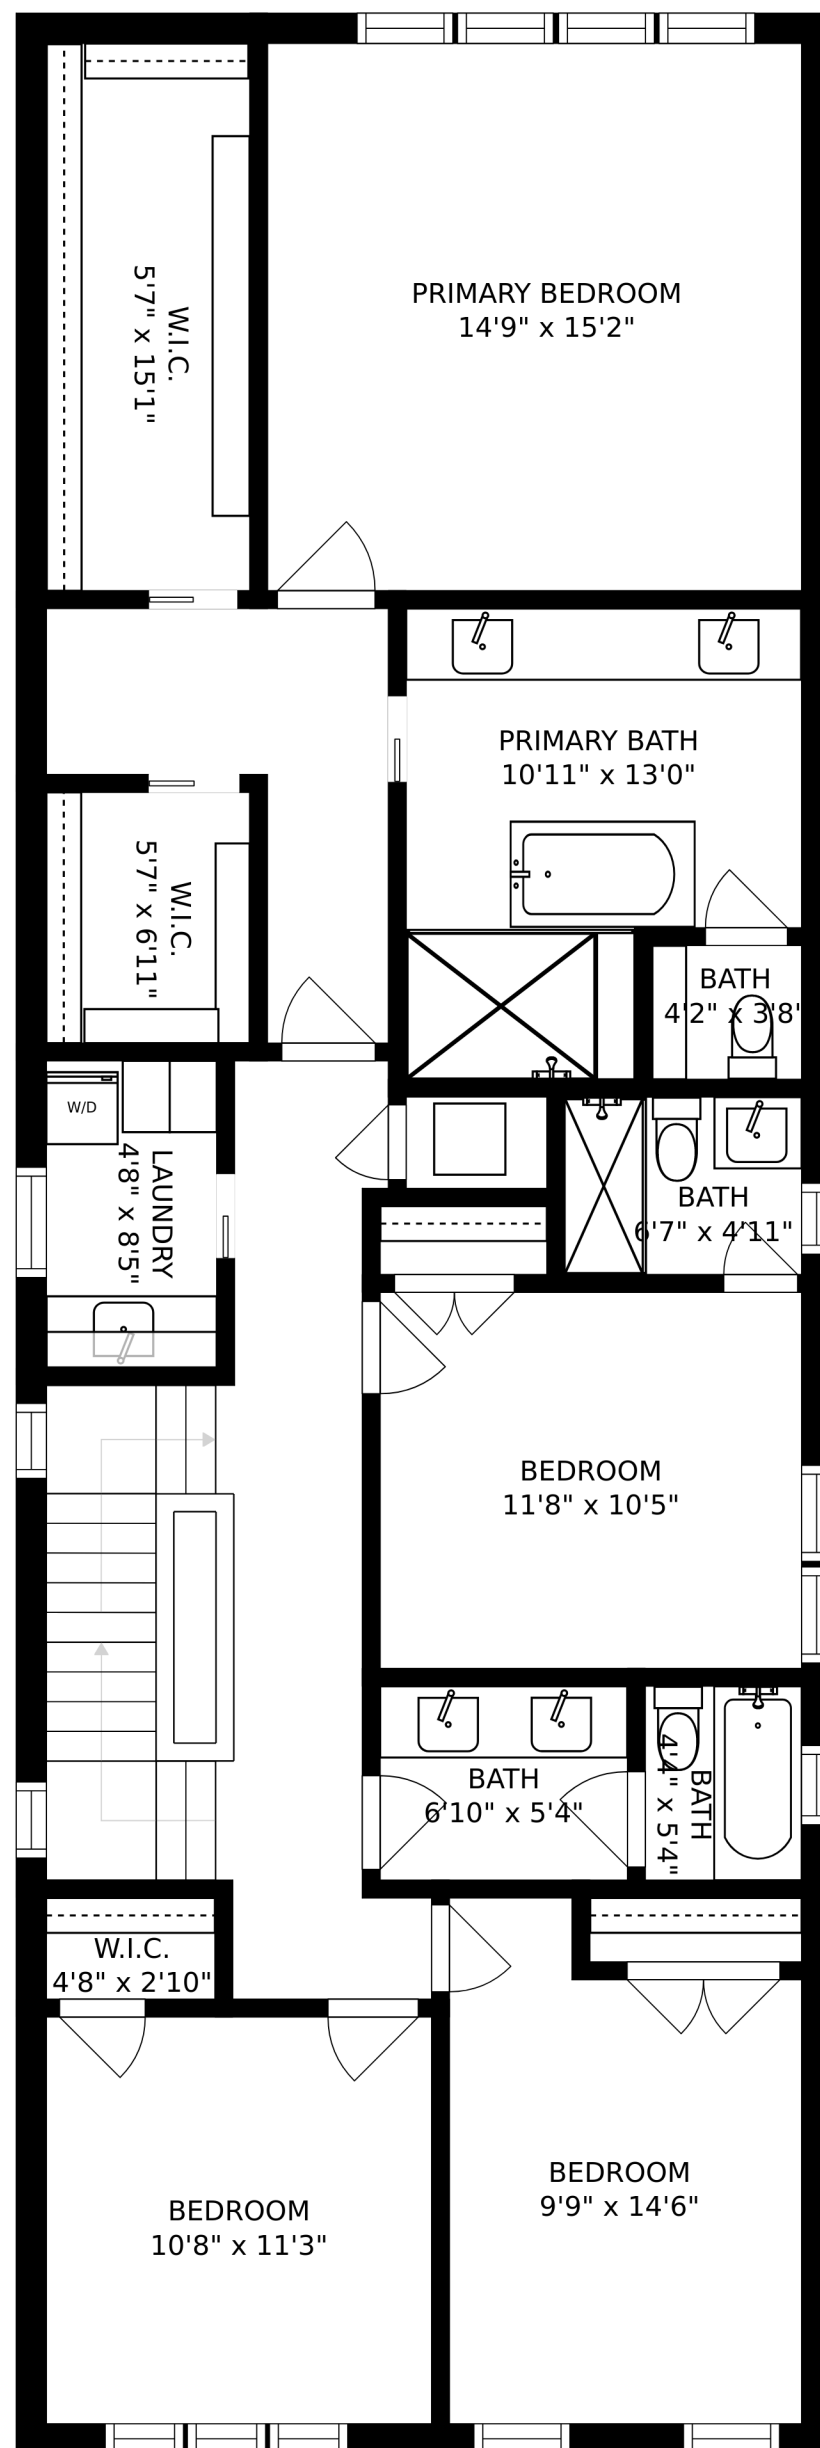 W.I.C.
5'7" x 15'1"
PRIMARY BEDROOM
14'9" x 15'2"
PRIMARY BATH
10'11" x 13'0"
W.I.C.
5'7" x 6'11"
BATH
4'2" x 3'8"
W/D
LAUNDRY
4'8" x 8'5"
BATH
6'7" x 4'11"
BEDROOM
11'8" x 10'5"
BATH
6'10" x 5'4"
BATH
4'4" x 5'4"
W.I.C.
4'8" x 2'10"
BEDROOM
9'9" x 14'6"
BEDROOM
10'8" x 11'3"